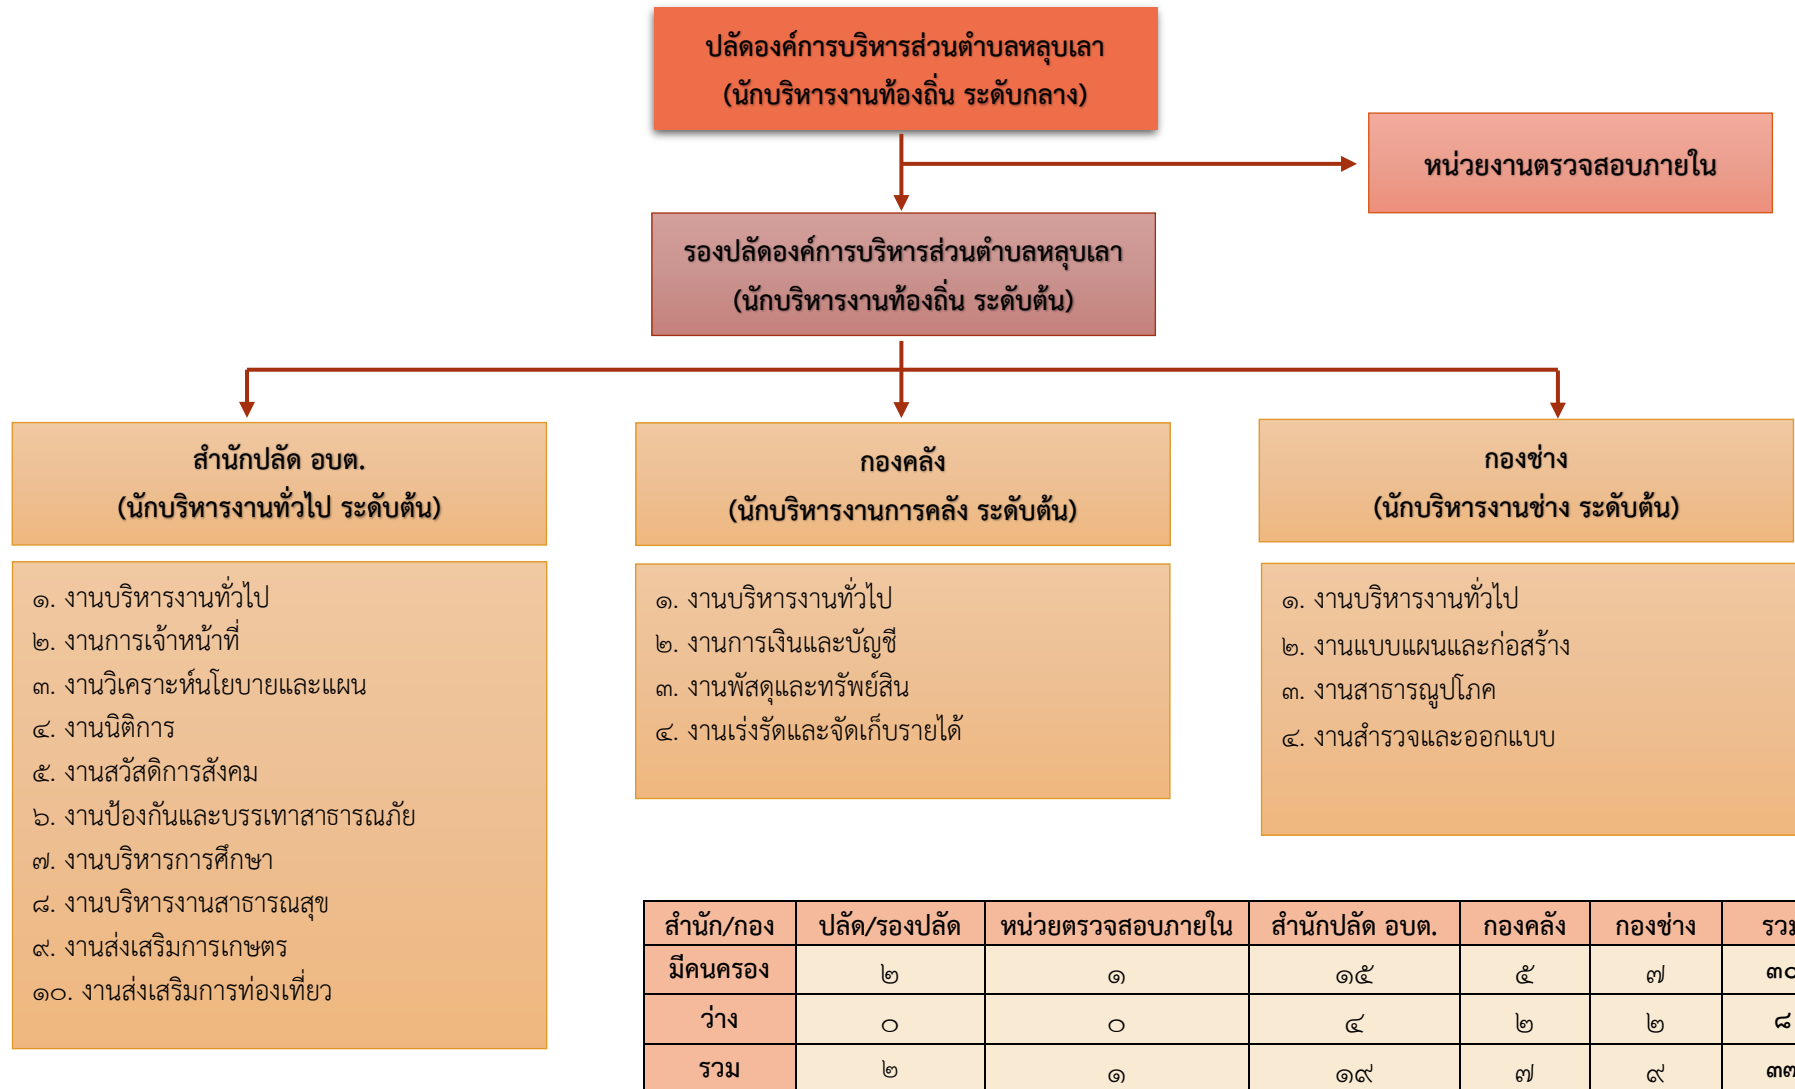 ปลัดองค์การบริหารส่วนตำบลหลุบเลา
(นักบริหารงานท้องถิ่น ระดับกลาง)
หน่วยงานตรวจสอบภายใน
รองปลัดองค์การบริหารส่วนตำบลหลุบเลา
(นักบริหารงานท้องถิ่น ระดับต้น)
สำนักปลัด อบต.
(นักบริหารงานทั่วไป ระดับต้น)
กองคลัง
(นักบริหารงานการคลัง ระดับต้น)
กองช่าง
(นักบริหารงานช่าง ระดับต้น)
๑. งานบริหารงานทั่วไป
๒. งานการเจ้าหน้าที่
๓. งานวิเคราะห์นโยบายและแผน
๔. งานนิติการ
๕. งานสวัสดิการสังคม
๖. งานป้องกันและบรรเทาสาธารณภัย
๗. งานบริหารการศึกษา
๘. งานบริหารงานสาธารณสุข
๙. งานส่งเสริมการเกษตร
๑๐. งานส่งเสริมการท่องเที่ยว
๑. งานบริหารงานทั่วไป
๒. งานการเงินและบัญชี
๓. งานพัสดุและทรัพย์สิน
๔. งานเร่งรัดและจัดเก็บรายได้
๑. งานบริหารงานทั่วไป
๒. งานแบบแผนและก่อสร้าง
๓. งานสาธารณูปโภค
๔. งานสำรวจและออกแบบ
สำนัก/กอง ปลัด/รองปลัด หน่วยตรวจสอบภายใน สำนักปลัด อบต. กองคลัง กองช่าง รวม
มีคนครอง ๒ ๑ ๑๕ ๕ ๗ ๓๐
ว่าง ๐ ๐ ๔ ๒ ๒ ๘
รวม ๒ ๑ ๑๙ ๗ ๙ ๓๗